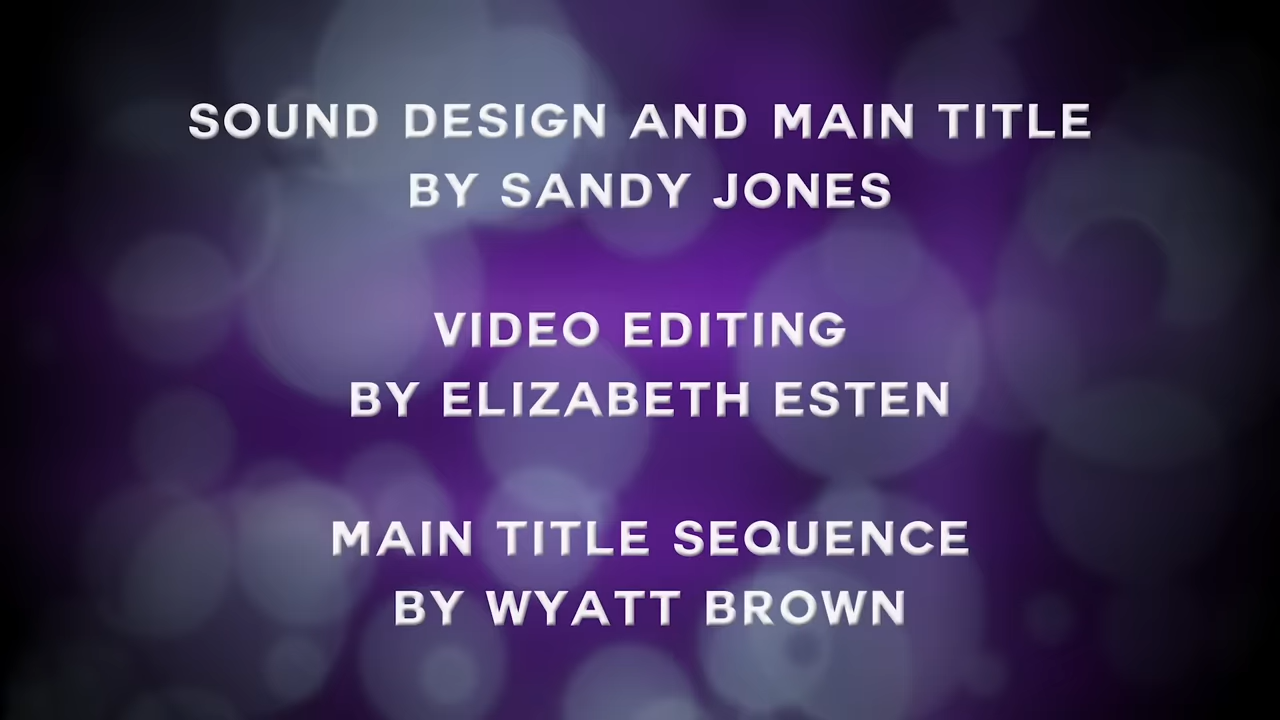 SOUND DESIGN AND MAIN TITLE
BY SANDY JONES
VIDEO EDITING
BY ELIZABETH ESTEN
MAIN TITLE SEQUENCE
BY WYATT BROWN